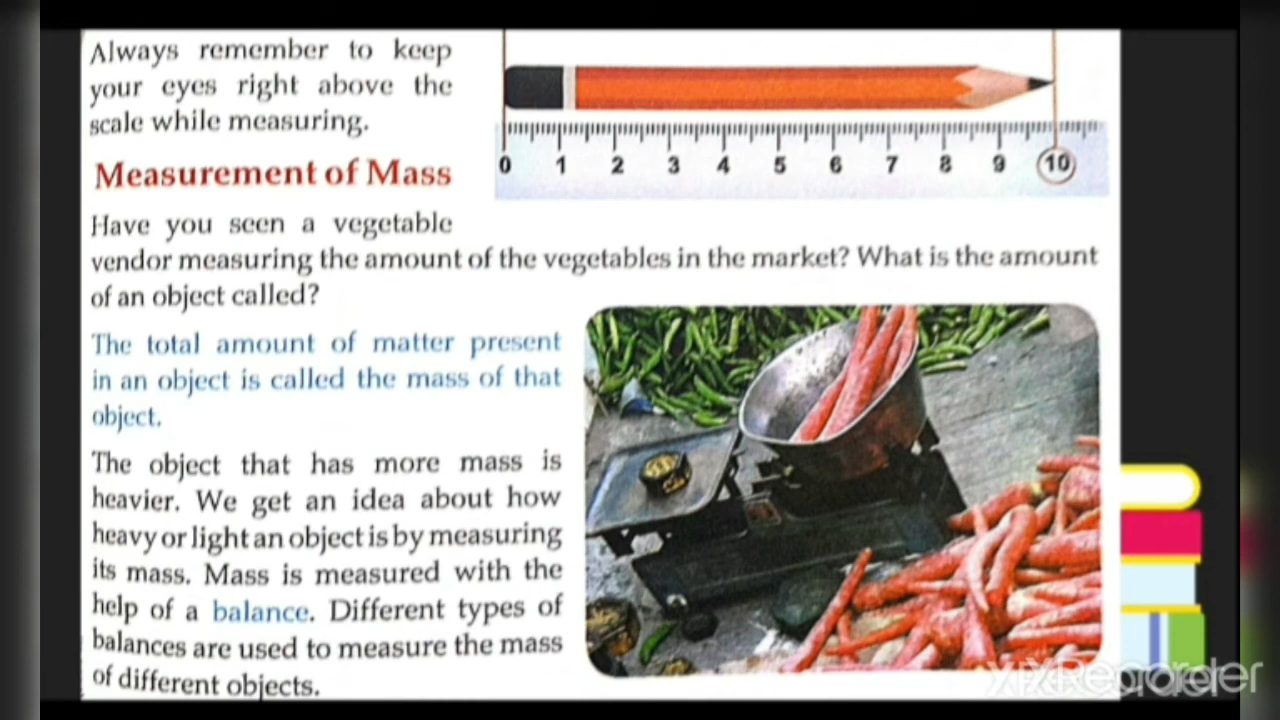 Always remember to keep
your eyes right above the
scale while measuring.
0 1 2 3 4 5 6 7 8 9 10
Measurement of Mass
Have you seen a vegetable
vendor measuring the amount of the vegetables in the market? What is the amount
of an object called?
The total amount of matter present
in an object is called the mass of that
object.
The object that has more mass is
heavier. We get an idea about how
heavy or light an object is by measuring
its mass. Mass is measured with the
help of a balance. Different types of
balances are used to measure the mass
of different objects.